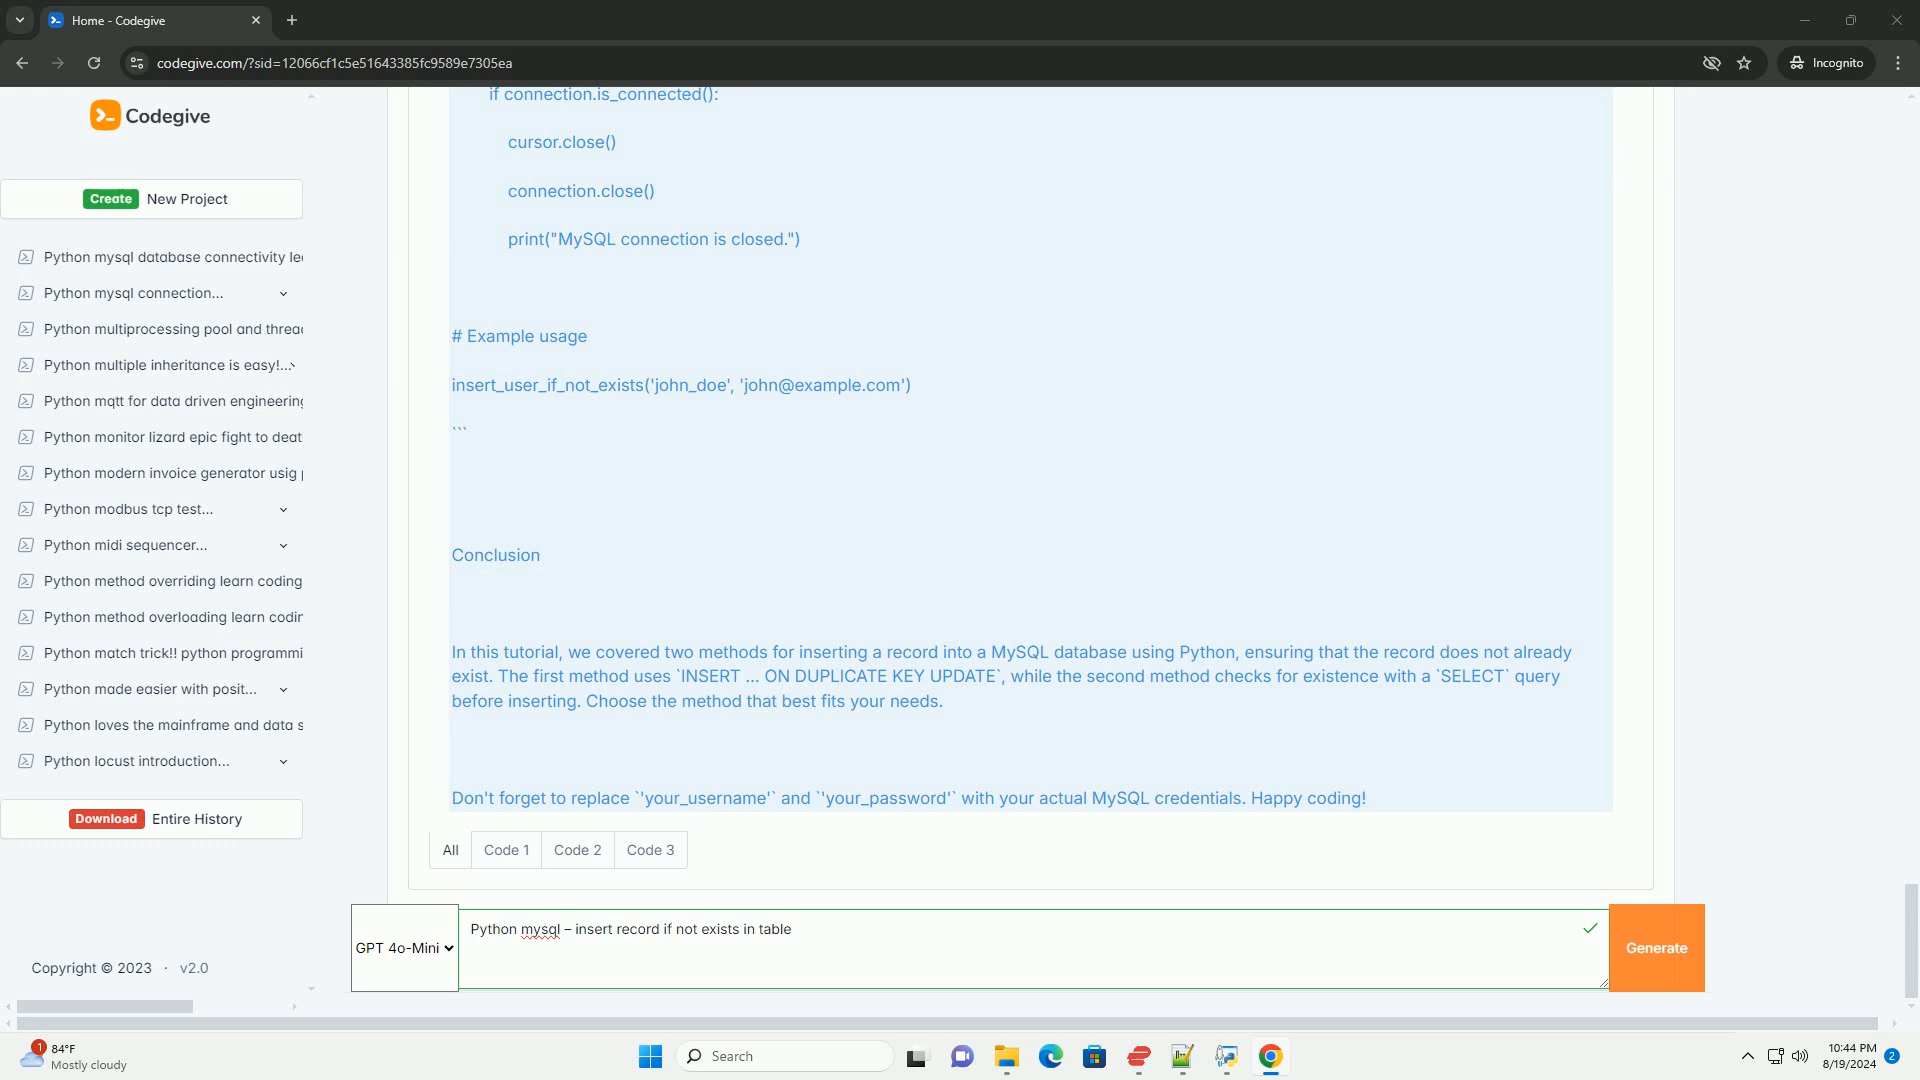 Home - Codegive
codegive.com/?sid=12066cf1c5e51643385fc9589e7305ea
Incognito
Codegive
Create New Project
Python mysql database connectivity
Python mysql connection...
Python multiprocessing pool and
Python multiple inheritance is easy!...
Python mqtt for data driven engineering
Python monitor lizard epic fight to
Python modern invoice generator usig
Python modbus tcp test...
Python midi sequencer...
Python method overriding learn coding
Python method overloading learn
Python match trick!! python
Python made easier with posit...
Python loves the mainframe and data
Python locust introduction...
Download Entire History
Copyright © 2023 · v2.0
if connection.is_connected():
cursor.close()
connection.close()
print("MySQL connection is closed.")
# Example usage
insert_user_if_not_exists('john_doe', 'john@example.com')
```
Conclusion
In this tutorial, we covered two methods for inserting a record into a MySQL database using Python, ensuring that the record does not already
exist. The first method uses `INSERT ... ON DUPLICATE KEY UPDATE`, while the second method checks for existence with a `SELECT` query
before inserting. Choose the method that best fits your needs.
Don't forget to replace `'your_username'` and `'your_password'` with your actual MySQL credentials. Happy coding!
All Code 1 Code 2 Code 3
GPT 4o-Mini
Python mysql – insert record if not exists in table
Generate
1
84°F
Mostly cloudy
Search
10:44 PM
8/19/2024
2